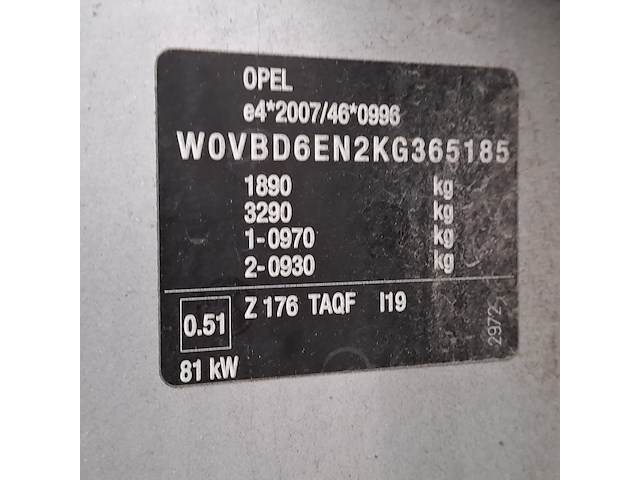 OPEL
e4*2007/46*0996
W0VBD6EN2KG365185
1890 kg
3290 kg
1-0970 kg
2-0930 kg
0.51 Z 176 TAQF I19
81 kW
2972